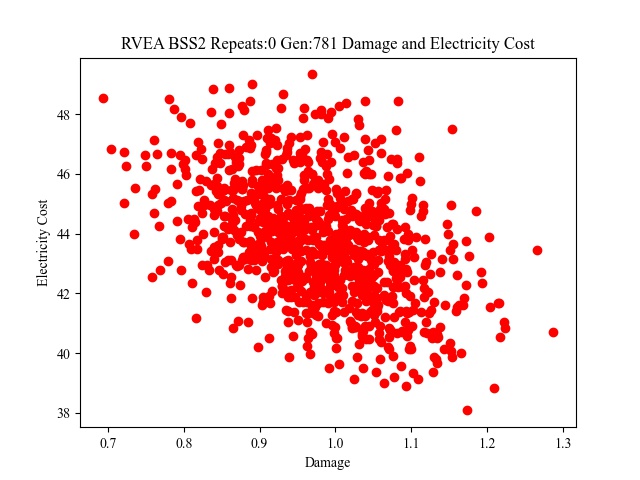 RVEA BSS2 Repeats:0 Gen:781 Damage and Electricity Cost
48
46
44
42
40
38
Electricity Cost
0.7 0.8 0.9 1.0 1.1 1.2 1.3
Damage